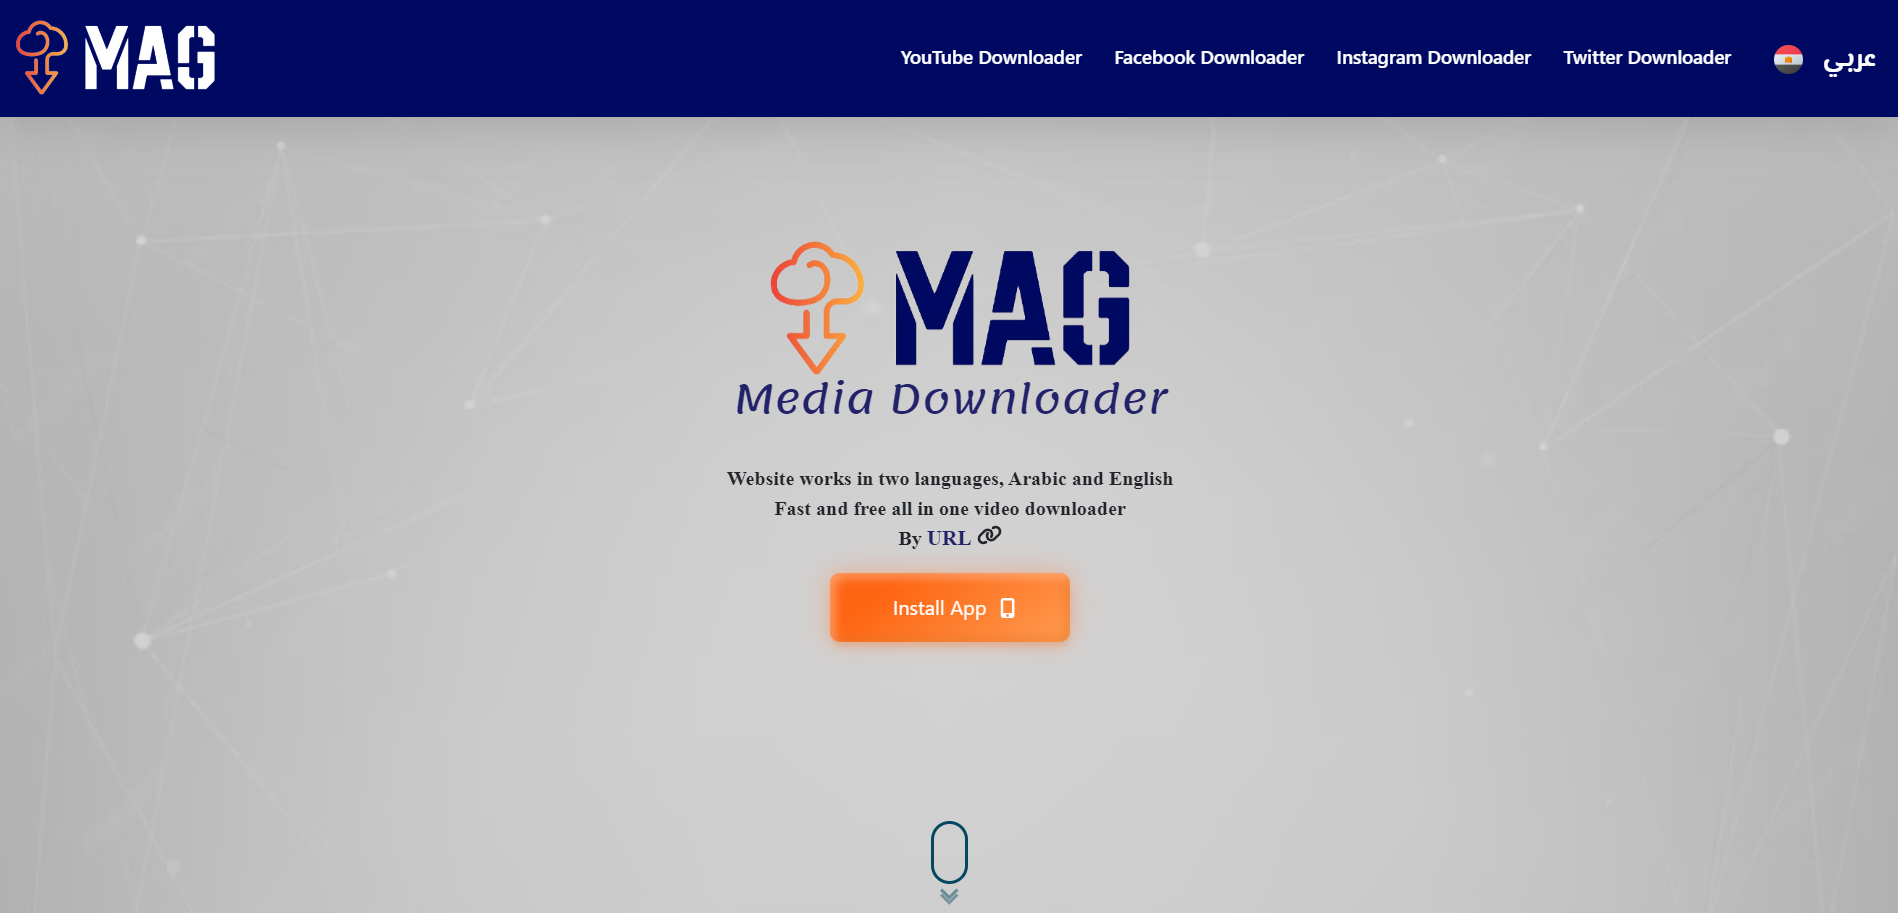 MAG
YouTube Downloader
Facebook Downloader
Instagram Downloader
Twitter Downloader
عربي
MAG
Media Downloader
Website works in two languages, Arabic and English
Fast and free all in one video downloader
By URL
Install App